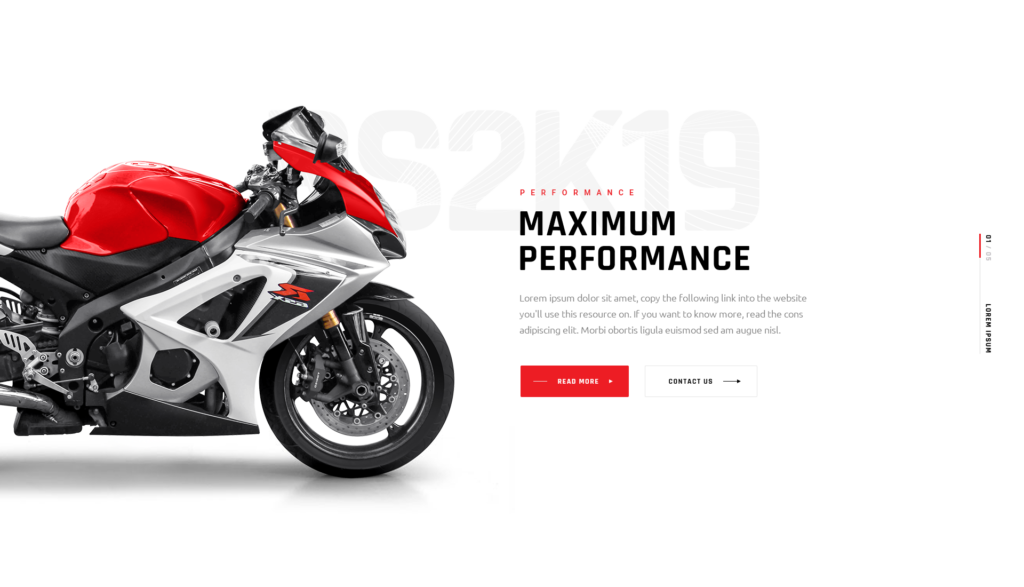 S2K19
PERFORMANCE
MAXIMUM
PERFORMANCE
Lorem ipsum dolor sit amet, copy the following link into the website
you'll use this resource on. If you want to know more, read the cons
adipiscing elit. Morbi obortis ligula euismod sed am augue nisl.
READ MORE
CONTACT US
01 / 05
LOREM IPSUM